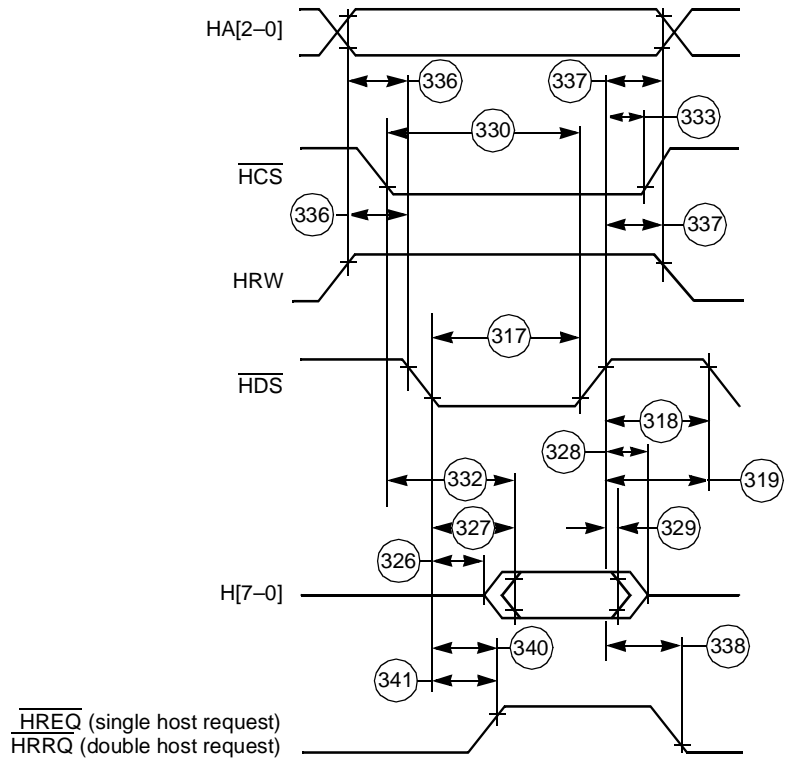 HA[2–0]
336
337
333
330
HCS
336
337
HRW
317
HDS
318
328
332
319
327
329
326
H[7–0]
340
338
341
HREQ (single host request)
HRRQ (double host request)